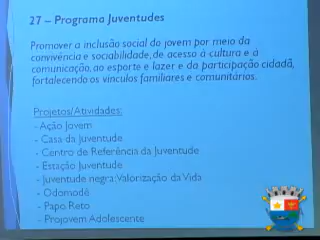 27 – Programa Juventudes
Promover a inclusão social do jovem por meio da
convivência e sociabilidade, de acesso à cultura e à
comunicação, ao esporte e lazer e da participação cidadã,
fortalecendo os vínculos familiares e comunitários.
Projetos/Atividades:
- Ação Jovem
- Casa da Juventude
- Centro de Referência da Juventude
- Estação Juventude
- Juventude negra: Valorização da Vida
- Odomodê
- Papo Reto
- Projovem Adolescente